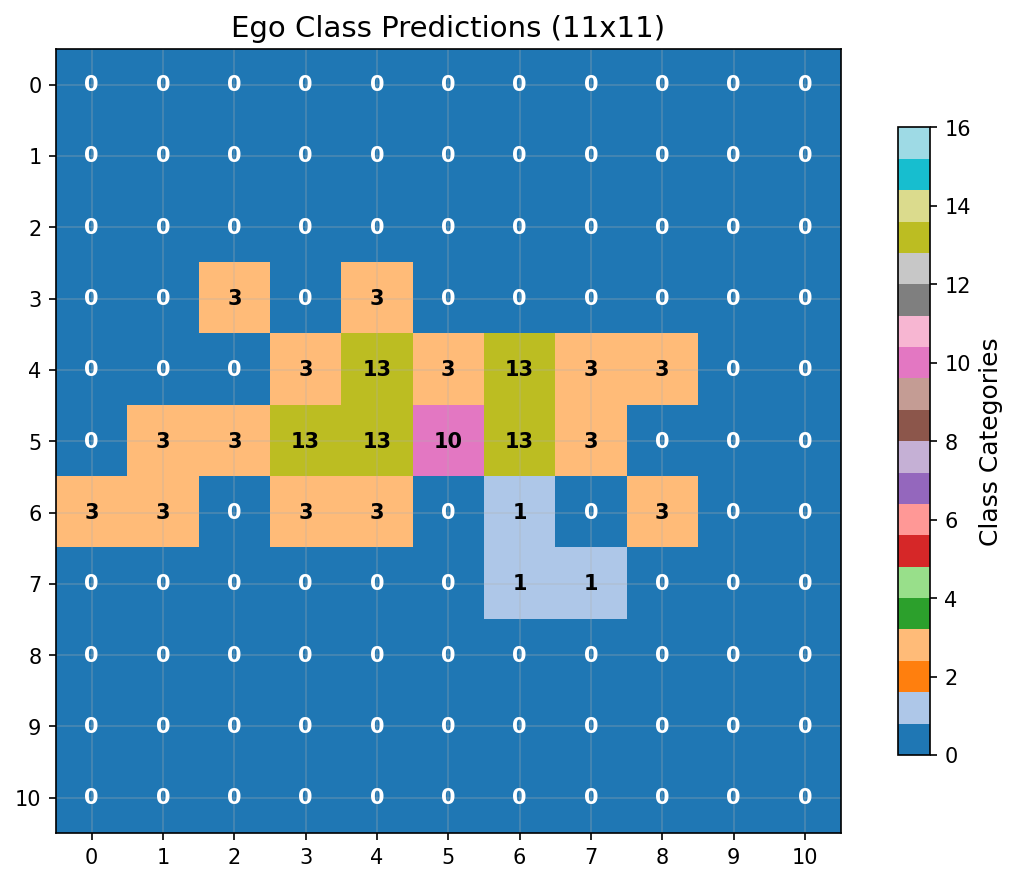 Ego Class Predictions (11x11)
0 0 0 0 0 0 0 0 0 0 0 0
1 0 0 0 0 0 0 0 0 0 0 0
2 0 0 0 0 0 0 0 0 0 0 0
3 0 0 3 0 3 0 0 0 0 0 0
4 0 0 0 3 13 3 13 3 3 0 0
5 0 3 3 13 13 10 13 3 0 0 0
6 3 3 0 3 3 0 1 0 3 0 0
7 0 0 0 0 0 0 1 1 0 0 0
8 0 0 0 0 0 0 0 0 0 0 0
9 0 0 0 0 0 0 0 0 0 0 0
10 0 0 0 0 0 0 0 0 0 0 0
0 1 2 3 4 5 6 7 8 9 10
16
14
12
10
8
6
4
2
0
Class Categories